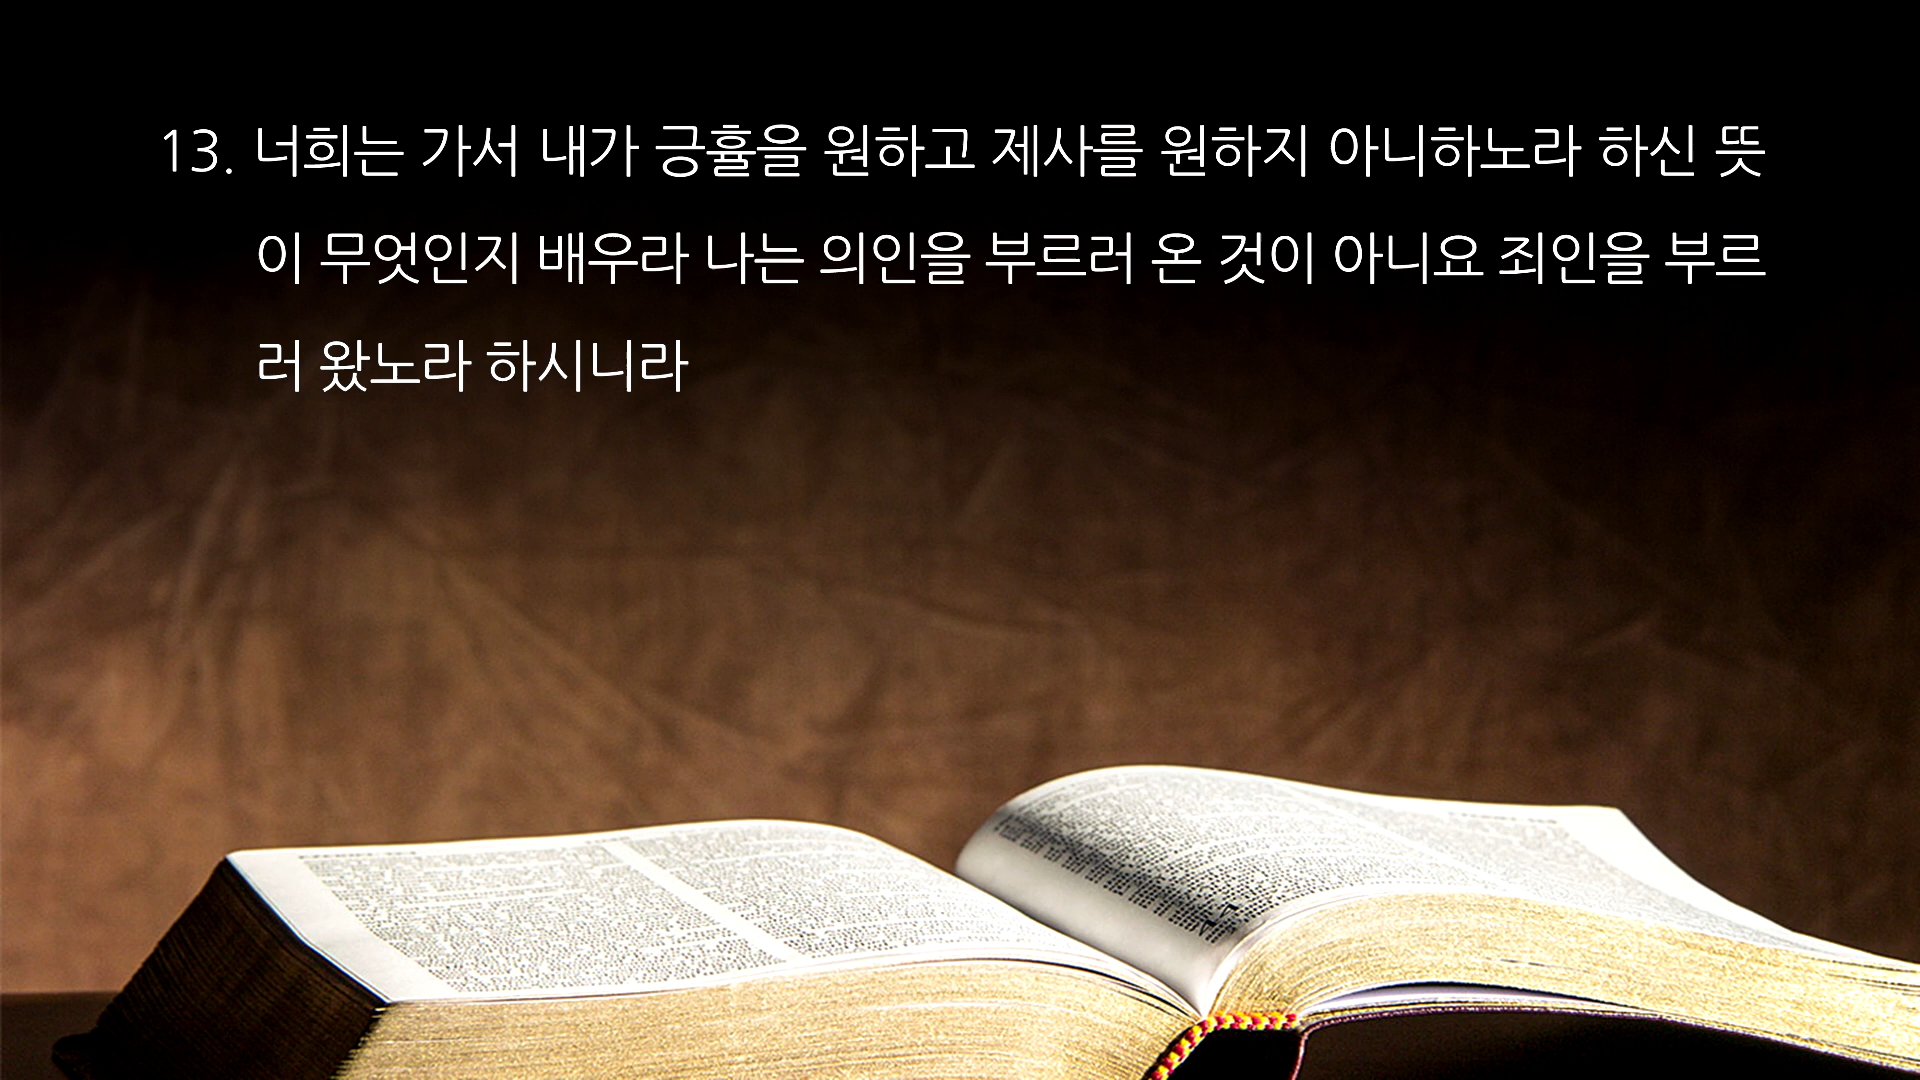 13. 너희는 가서 내가 긍휼을 원하고 제사를 원하지 아니하노라 하신 뜻
이 무엇인지 배우라 나는 의인을 부르러 온 것이 아니요 죄인을 부르
러 왔노라 하시니라